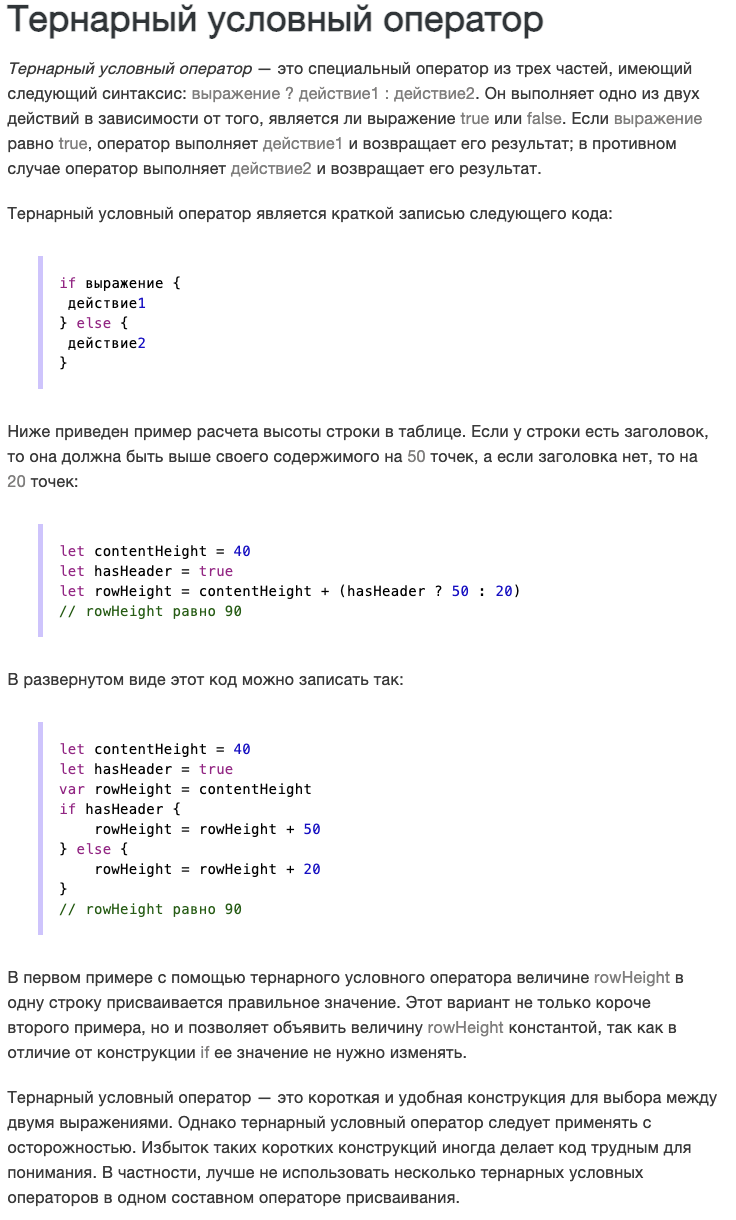 Тернарный условный оператор
Тернарный условный оператор — это специальный оператор из трех частей, имеющий
следующий синтаксис: выражение ? действие1 : действие2. Он выполняет одно из двух
действий в зависимости от того, является ли выражение true или false. Если выражение
равно true, оператор выполняет действие1 и возвращает его результат; в противном
случае оператор выполняет действие2 и возвращает его результат.
Тернарный условный оператор является краткой записью следующего кода:
if выражение {
 действие1
} else {
 действие2
}
Ниже приведен пример расчета высоты строки в таблице. Если у строки есть заголовок,
то она должна быть выше своего содержимого на 50 точек, а если заголовка нет, то на
20 точек:
let contentHeight = 40
let hasHeader = true
let rowHeight = contentHeight + (hasHeader ? 50 : 20)
// rowHeight равно 90
В развернутом виде этот код можно записать так:
let contentHeight = 40
let hasHeader = true
var rowHeight = contentHeight
if hasHeader {
    rowHeight = rowHeight + 50
} else {
    rowHeight = rowHeight + 20
}
// rowHeight равно 90
В первом примере с помощью тернарного условного оператора величине rowHeight в
одну строку присваивается правильное значение. Этот вариант не только короче
второго примера, но и позволяет объявить величину rowHeight константой, так как в
отличие от конструкции if ее значение не нужно изменять.
Тернарный условный оператор — это короткая и удобная конструкция для выбора между
двумя выражениями. Однако тернарный условный оператор следует применять с
осторожностью. Избыток таких коротких конструкций иногда делает код трудным для
понимания. В частности, лучше не использовать несколько тернарных условных
операторов в одном составном операторе присваивания.